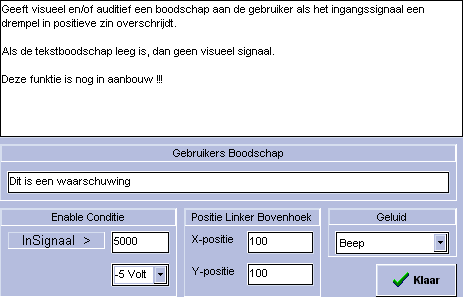 Geeft visueel en/of auditief een boodschap aan de gebruiker als het ingangssignaal een
drempel in positieve zin overschrijdt.
Als de tekstboodschap leeg is, dan geen visueel signaal.
Deze funktie is nog in aanbouw !!!
Gebruikers Boodschap
Dit is een waarschuwing
Enable Conditie
InSignaal >
5000
-5 Volt
Positie Linker Bovenhoek
X-positie
100
Y-positie
100
Geluid
Beep
Klaar